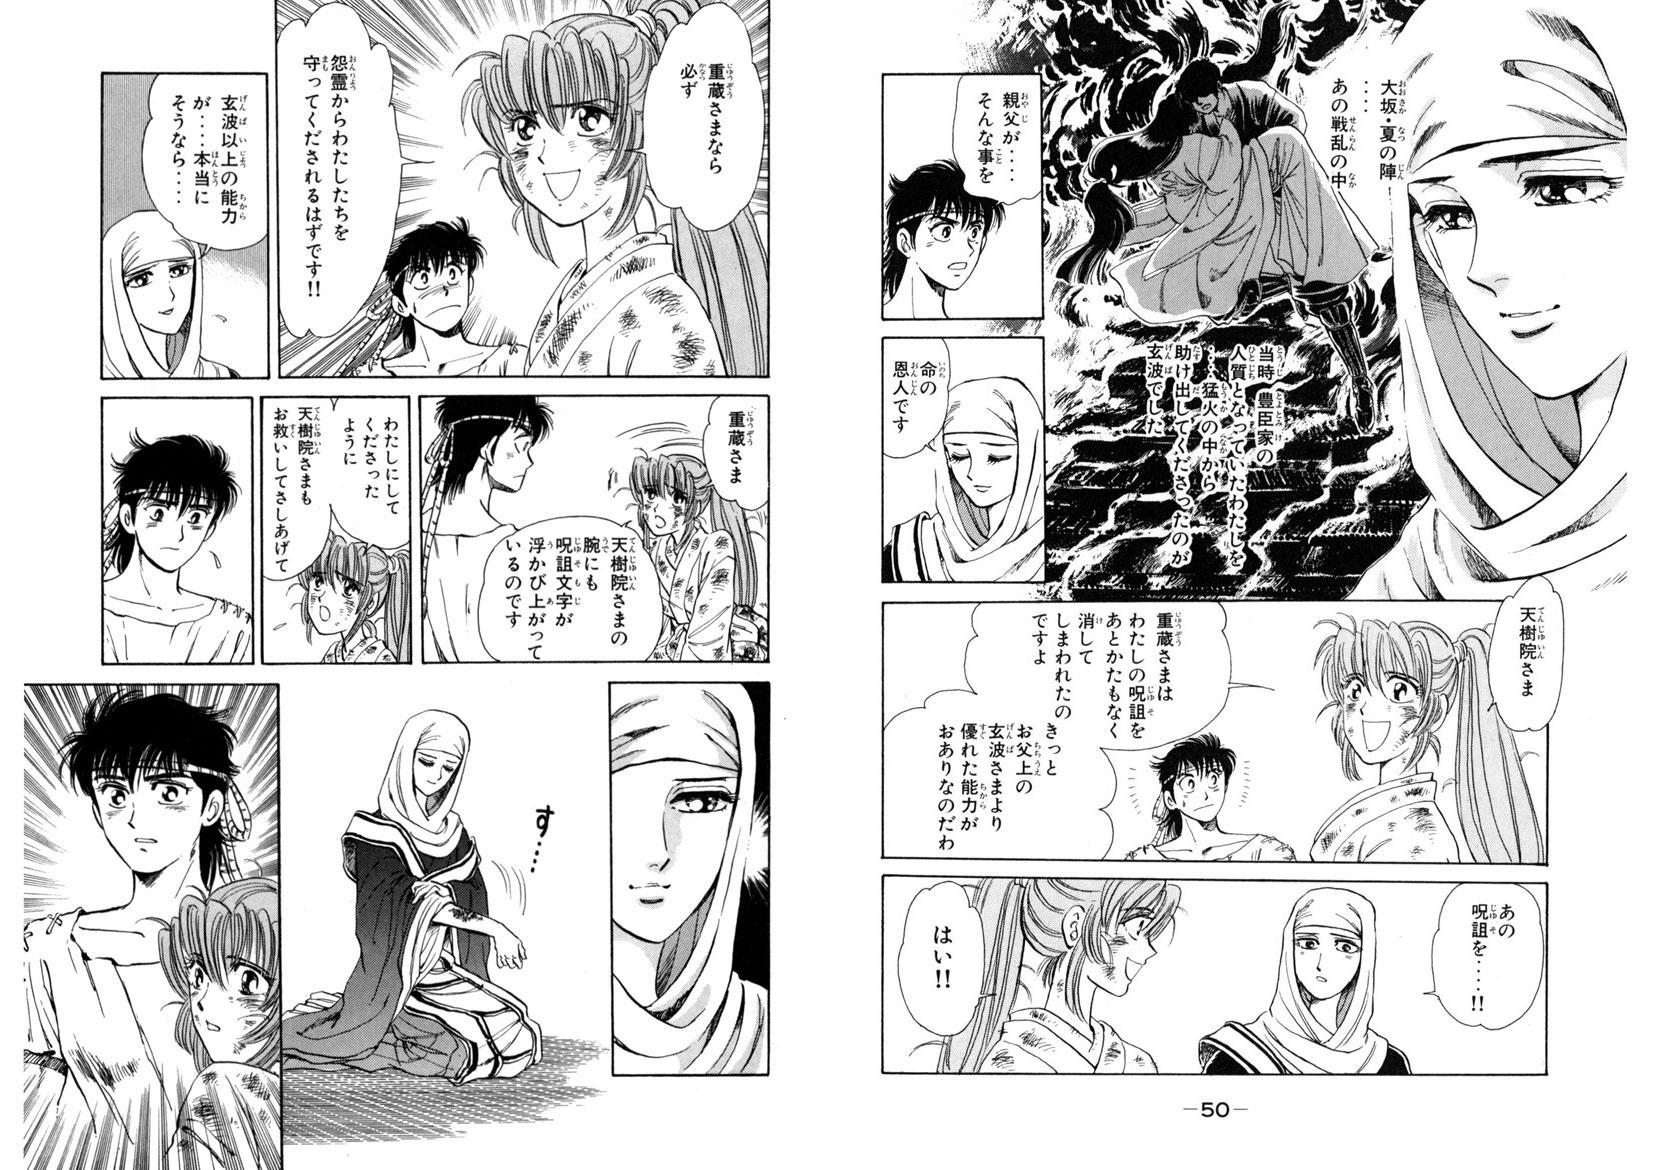 大坂・夏の陣
‥‥
あの戦乱の中
当時 豊臣家の
人質となっていたわたしを
‥‥猛火の中から
助け出してくださったのが
玄波でした
親父が‥‥
そんな事を
命の
恩人です
天樹院さま
重蔵さまは
わたしの呪詛を
あとかたもなく
消して
しまわれたの
ですよ
きっと
お父上の
玄波さまより
優れた能力が
おありなのだわ
あの
呪詛を‥‥!!
はい!!
—50—
重蔵さまなら
必ず
怨霊からわたしたちを
守ってくださるはずです!!
玄波以上の能力
が‥‥本当に
そうなら‥‥
重蔵さま
天樹院さまの
腕にも
呪詛文字が
浮かび上がって
いるのです
わたしにして
くださった
ように
天樹院さまも
お救いしてさしあげて
す‥‥